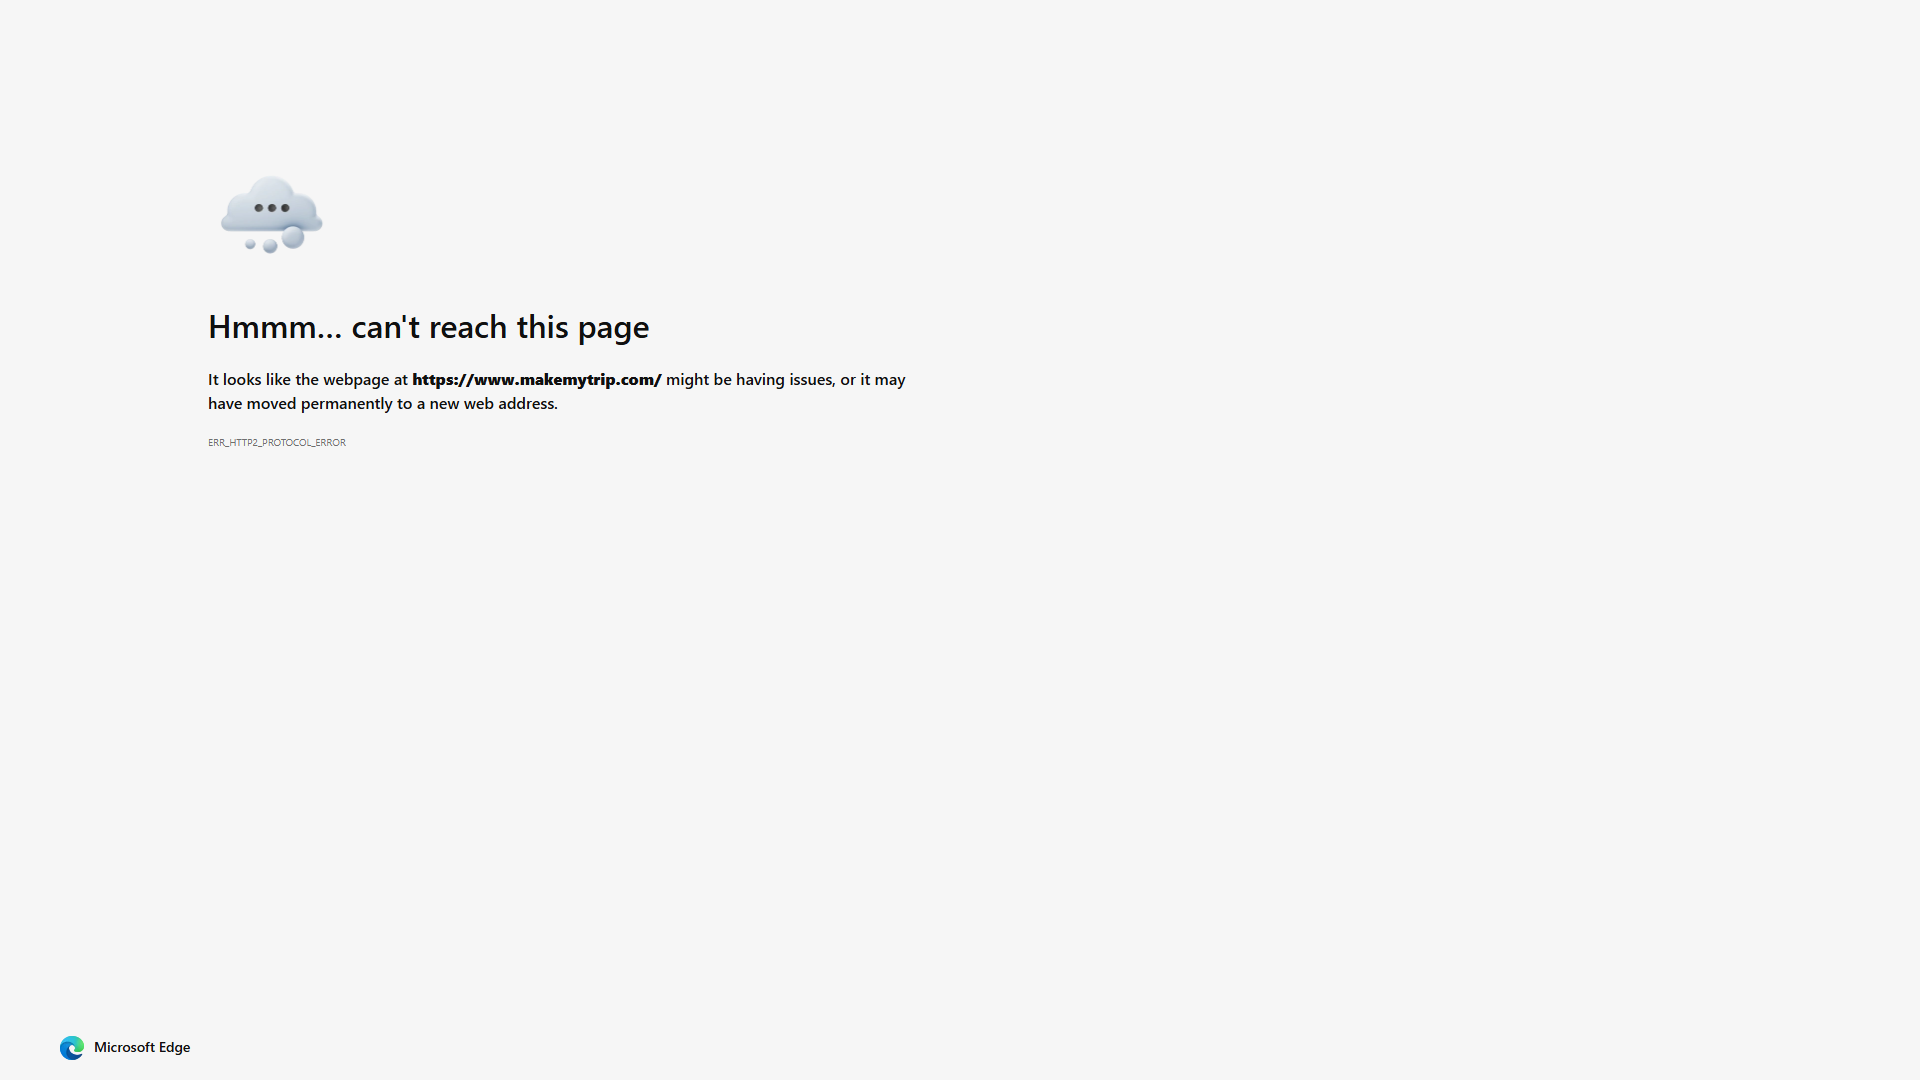 Hmmm… can't reach this page
It looks like the webpage at https://www.makemytrip.com/ might be having issues, or it may
have moved permanently to a new web address.
ERR_HTTP2_PROTOCOL_ERROR
Microsoft Edge